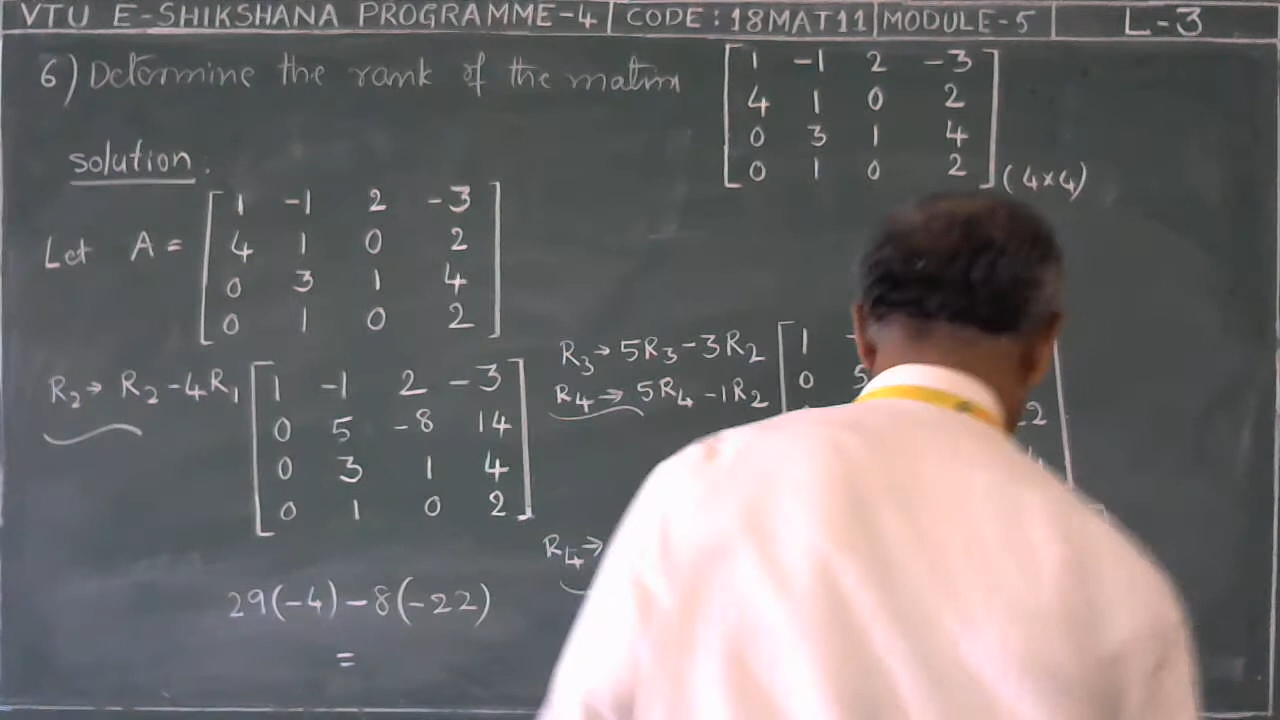 VTU E-SHIKSHANA PROGRAMME-4 | CODE: 18MAT11 | MODULE-5 | L-3
6) Determine the rank of the matrix
1 -1 2 -3
4 1 0 2
0 3 1 4
0 1 0 2
(4×4)
solution.
Let A =
1 -1 2 -3
4 1 0 2
0 3 1 4
0 1 0 2
R2→ R2-4R1
1 -1 2 -3
0 5 -8 14
0 3 1 4
0 1 0 2
R3→ 5R3-3R2
R4→ 5R4-1R2
1
0 5
R4→
29(-4)-8(-22)
=